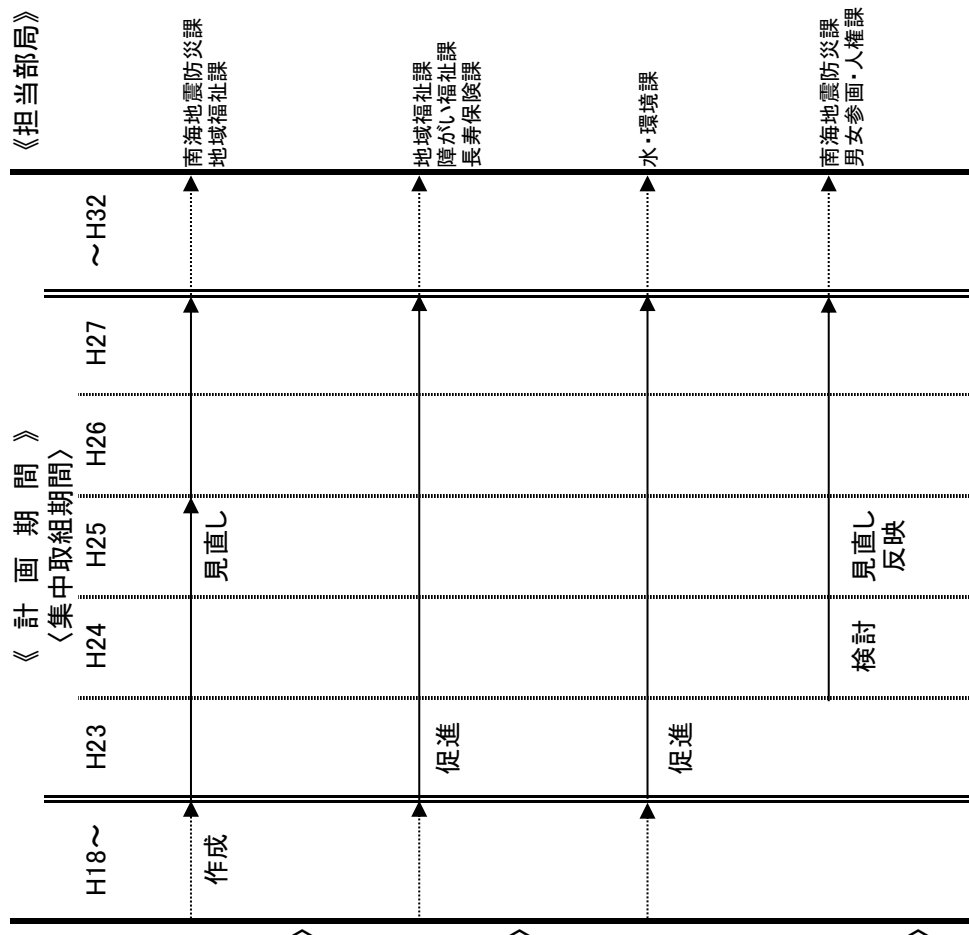 《 計 画 期 間 》
〈集中取組期間〉
《担当部局》
H18～
H23
H24
H25
H26
H27
～H32
作成
見直し
南海地震防災課
地域福祉課
促進
地域福祉課
障がい福祉課
長寿保険課
促進
水・環境課
検討
見直し
反映
南海地震防災課
男女参画・人権課
〉
〉
〉